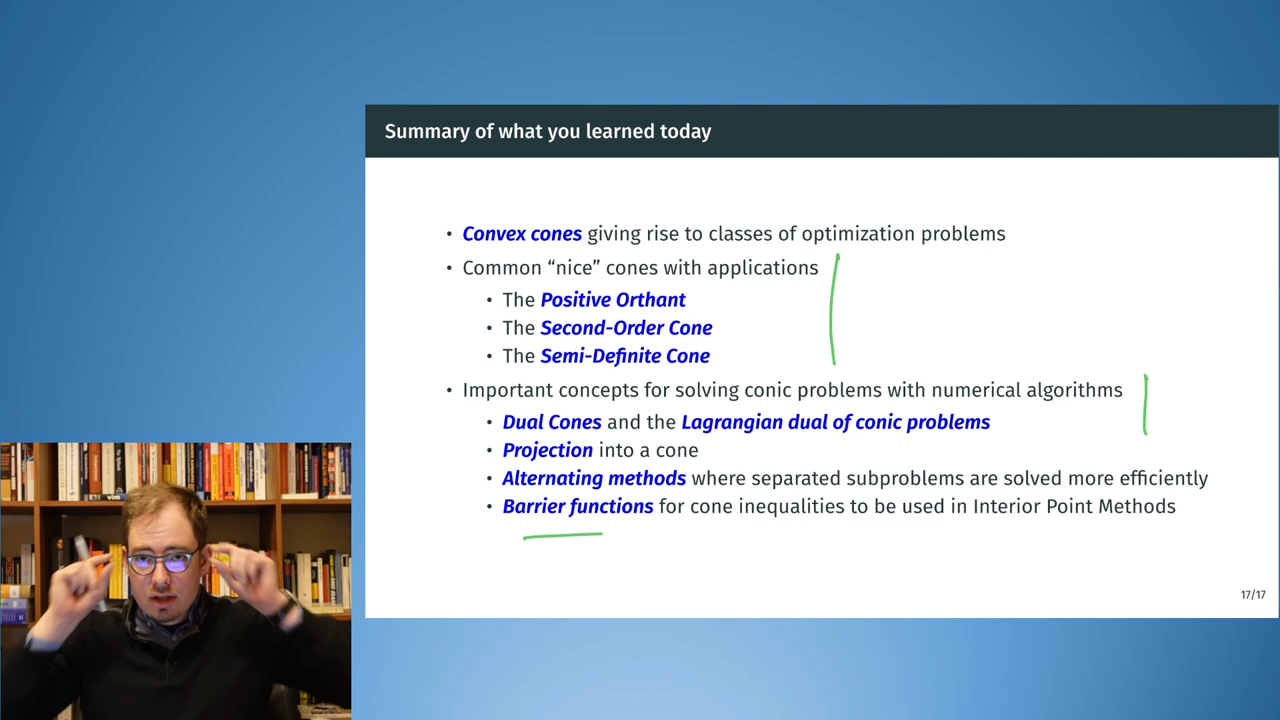 Summary of what you learned today
• Convex cones giving rise to classes of optimization problems
• Common “nice” cones with applications
• The Positive Orthant
• The Second-Order Cone
• The Semi-Definite Cone
• Important concepts for solving conic problems with numerical algorithms
• Dual Cones and the Lagrangian dual of conic problems
• Projection into a cone
• Alternating methods where separated subproblems are solved more efficiently
• Barrier functions for cone inequalities to be used in Interior Point Methods
17/17